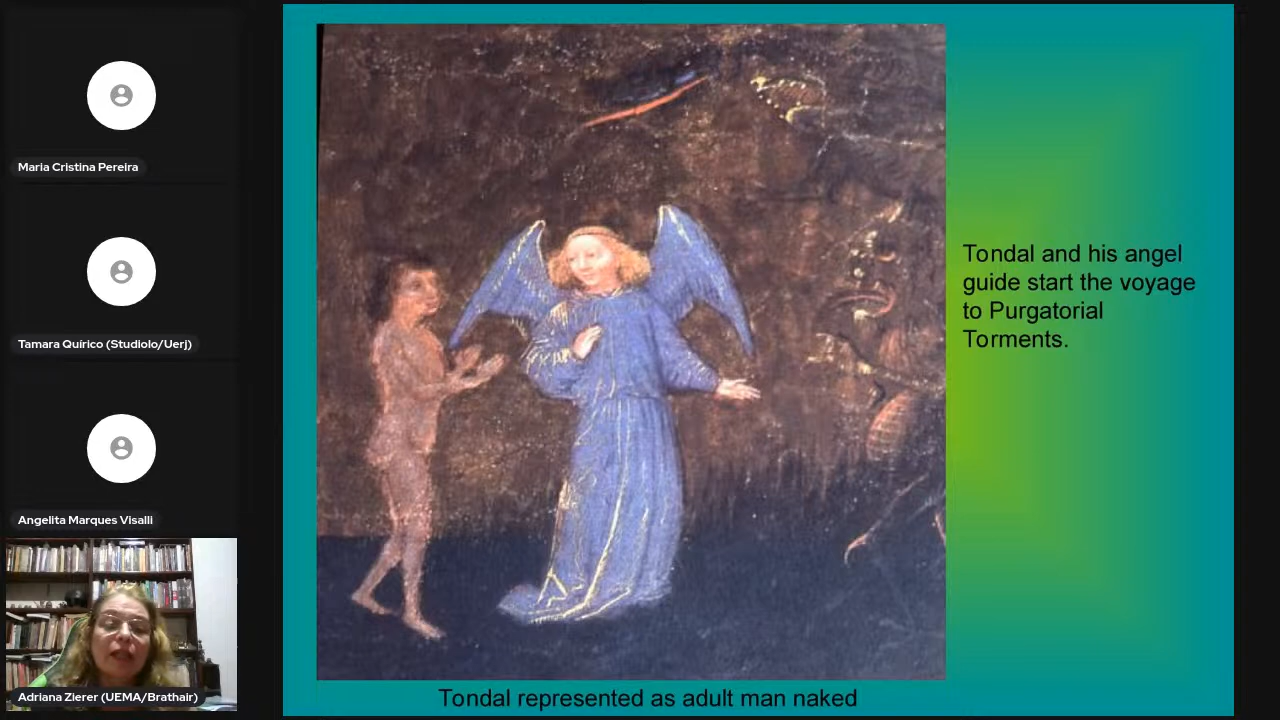 Maria Cristina Pereira
Tamara Quírico (Studiolo/Uerj)
Angelita Marques Visalli
Adriana Zierer (UEMA/Brathair)
Tondal and his angel
guide start the voyage
to Purgatorial
Torments.
Tondal represented as adult man naked